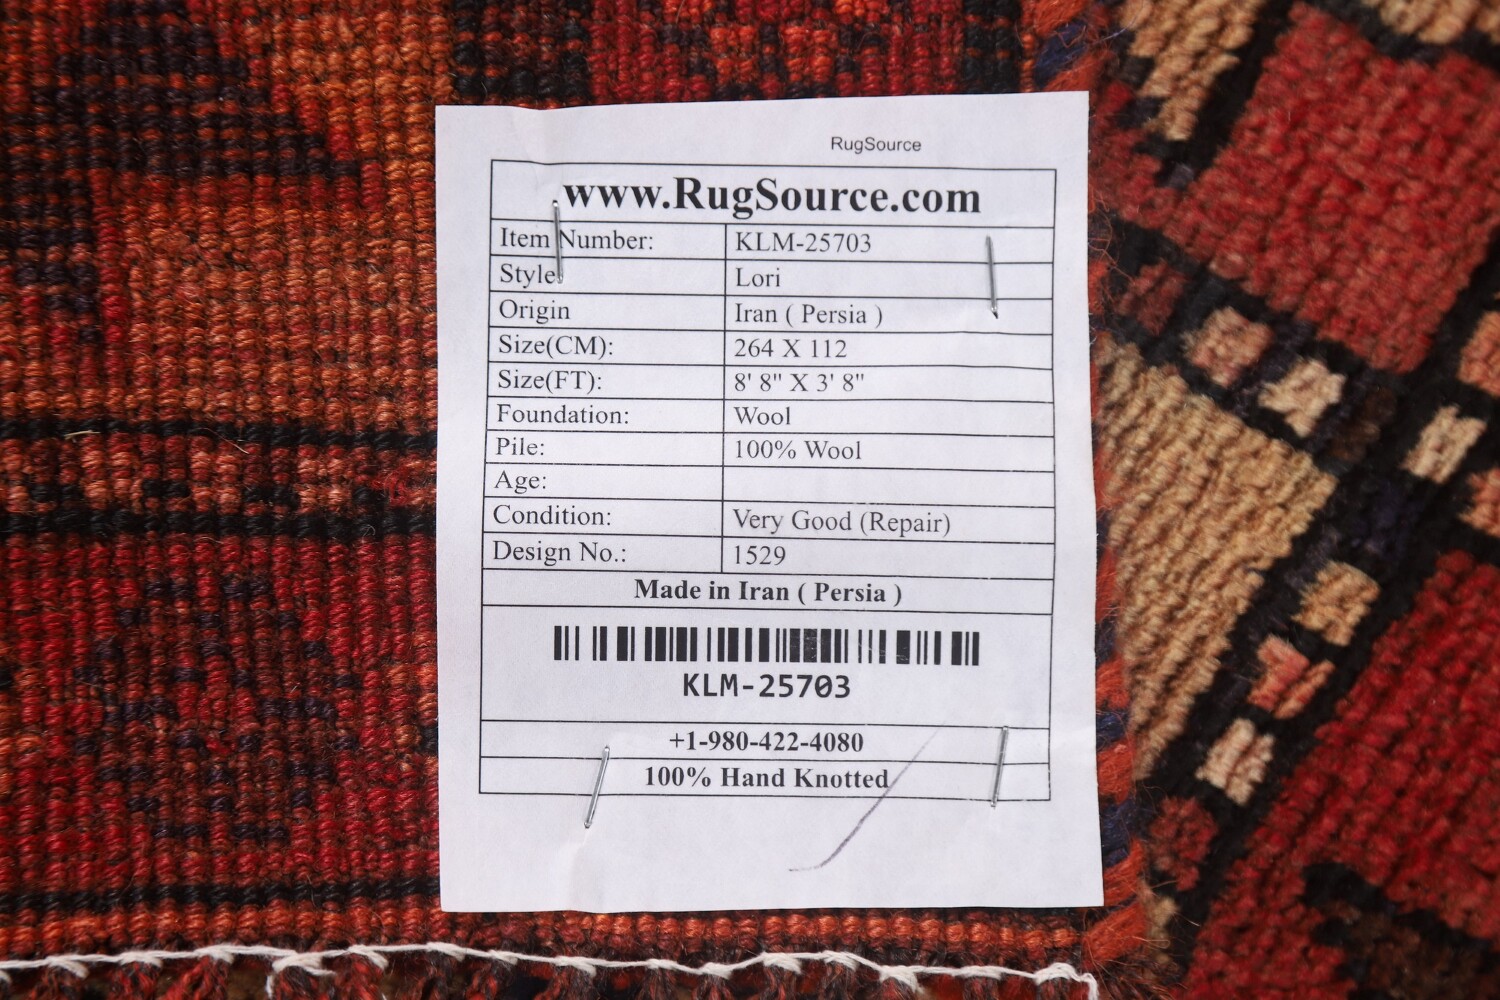 RugSource
www.RugSource.com
Item Number: KLM-25703
Style: Lori
Origin Iran ( Persia )
Size(CM): 264 X 112
Size(FT): 8' 8" X 3' 8"
Foundation: Wool
Pile: 100% Wool
Age:
Condition: Very Good (Repair)
Design No.: 1529
Made in Iran ( Persia )
KLM-25703
+1-980-422-4080
100% Hand Knotted